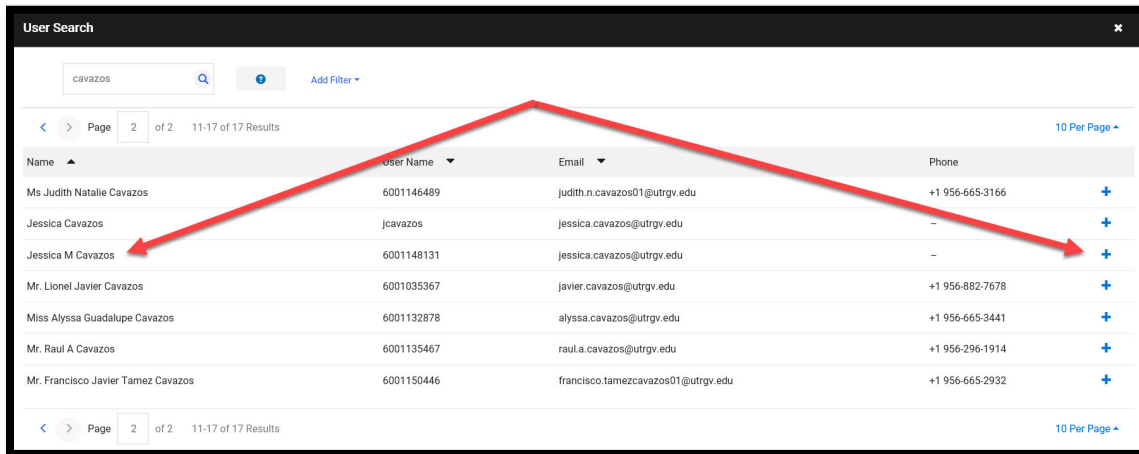 User Search
cavazos
Add Filter
Page 2 of 2 11-17 of 17 Results 10 Per Page
Name User Name Email Phone
Ms Judith Natalie Cavazos 6001146489 judith.n.cavazos01@utrgv.edu +1 956-665-3166
Jessica Cavazos jcavazos jessica.cavazos@utrgv.edu –
Jessica M Cavazos 6001148131 jessica.cavazos@utrgv.edu –
Mr. Lionel Javier Cavazos 6001035367 javier.cavazos@utrgv.edu +1 956-882-7678
Miss Alyssa Guadalupe Cavazos 6001132878 alyssa.cavazos@utrgv.edu +1 956-665-3441
Mr. Raul A Cavazos 6001135467 raul.a.cavazos@utrgv.edu +1 956-296-1914
Mr. Francisco Javier Tamez Cavazos 6001150446 francisco.tamezcavazos01@utrgv.edu +1 956-665-2932
Page 2 of 2 11-17 of 17 Results 10 Per Page